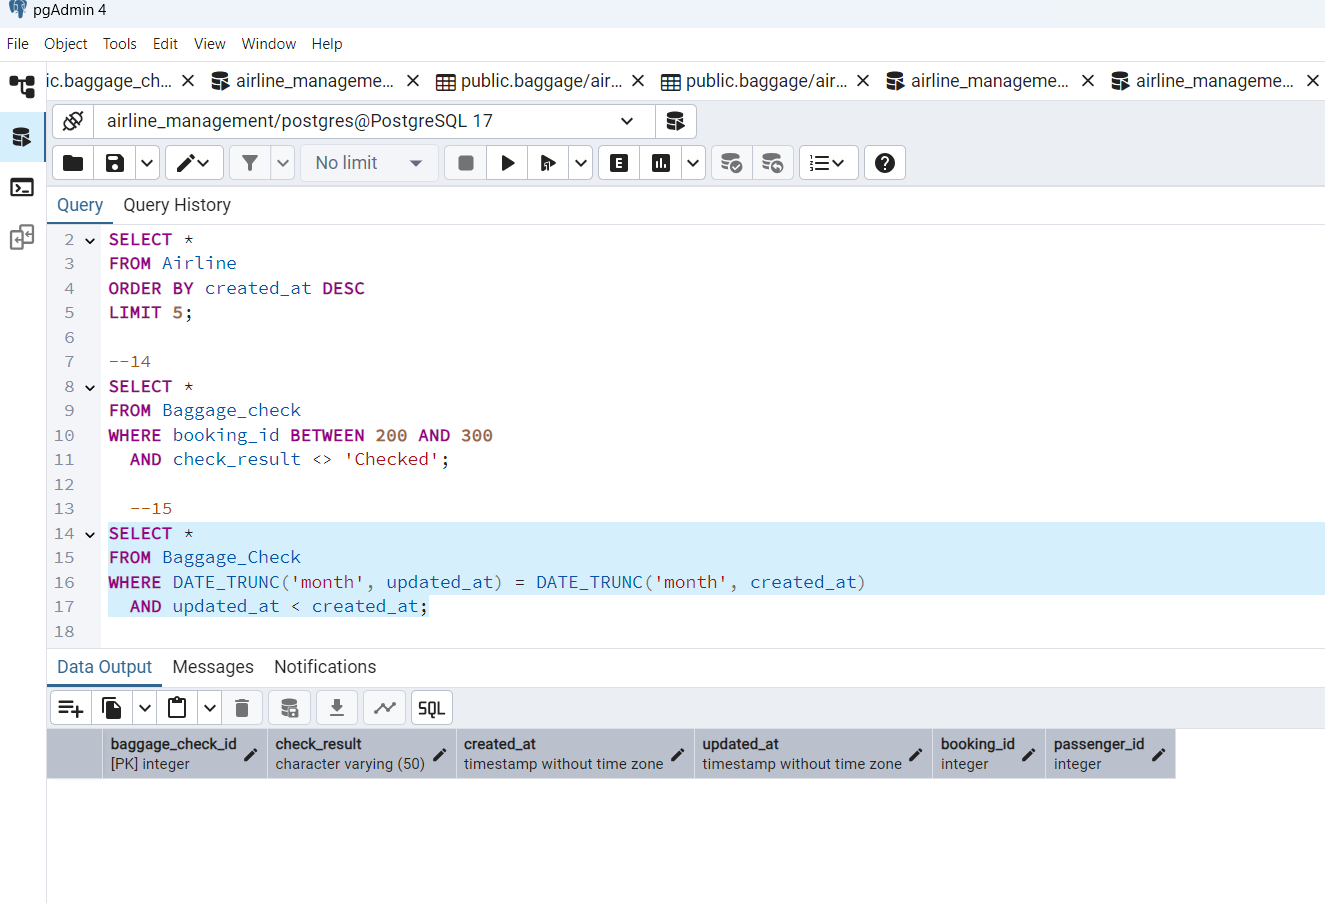 pgAdmin 4
File Object Tools Edit View Window Help
ic.baggage_ch... airline_manageme... public.baggage/air... public.baggage/air... airline_manageme... airline_manageme...
airline_management/postgres@PostgreSQL 17
No limit
Query Query History
2 SELECT *
3 FROM Airline
4 ORDER BY created_at DESC
5 LIMIT 5;
6
7 --14
8 SELECT *
9 FROM Baggage_check
10 WHERE booking_id BETWEEN 200 AND 300
11 AND check_result <> 'Checked';
12
13 --15
14 SELECT *
15 FROM Baggage_Check
16 WHERE DATE_TRUNC('month', updated_at) = DATE_TRUNC('month', created_at)
17 AND updated_at < created_at;
18
Data Output Messages Notifications
SQL
baggage_check_id check_result created_at updated_at booking_id passenger_id
[PK] integer character varying (50) timestamp without time zone timestamp without time zone integer integer